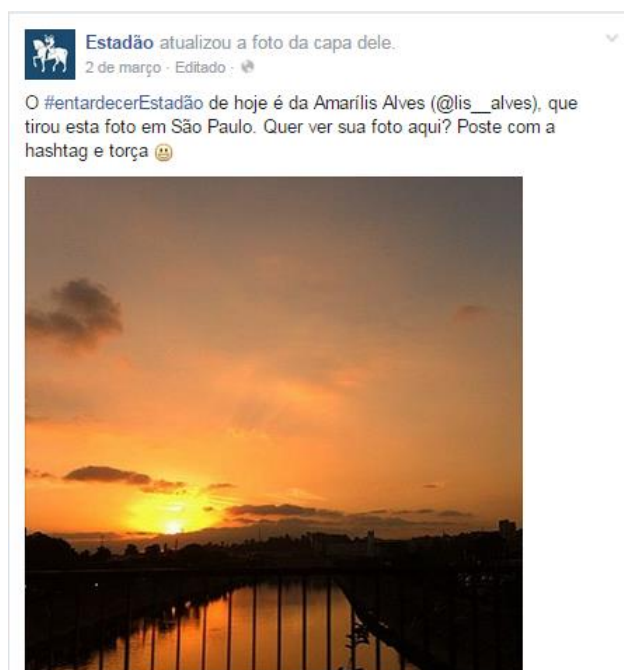 Estadão atualizou a foto da capa dele.
2 de março · Editado ·
O #entardecerEstadão de hoje é da Amarílis Alves (@lis__alves), que
tirou esta foto em São Paulo. Quer ver sua foto aqui? Poste com a
hashtag e torça 😬